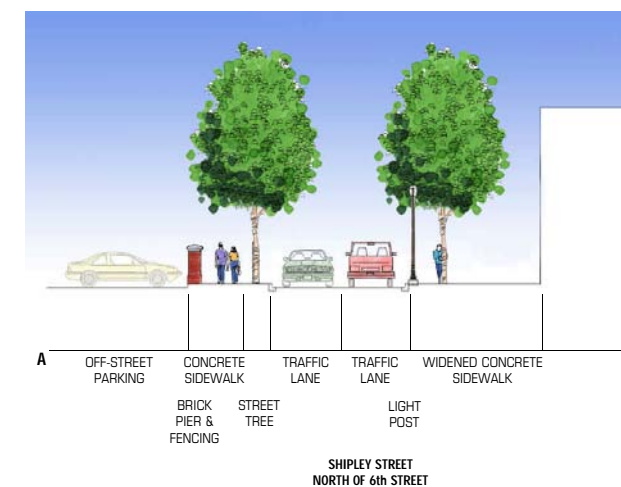 A
OFF-STREET
PARKING
CONCRETE
SIDEWALK
TRAFFIC
LANE
TRAFFIC
LANE
WIDENED CONCRETE
SIDEWALK
BRICK
PIER &
FENCING
STREET
TREE
LIGHT
POST
SHIPLEY STREET
NORTH OF 6th STREET